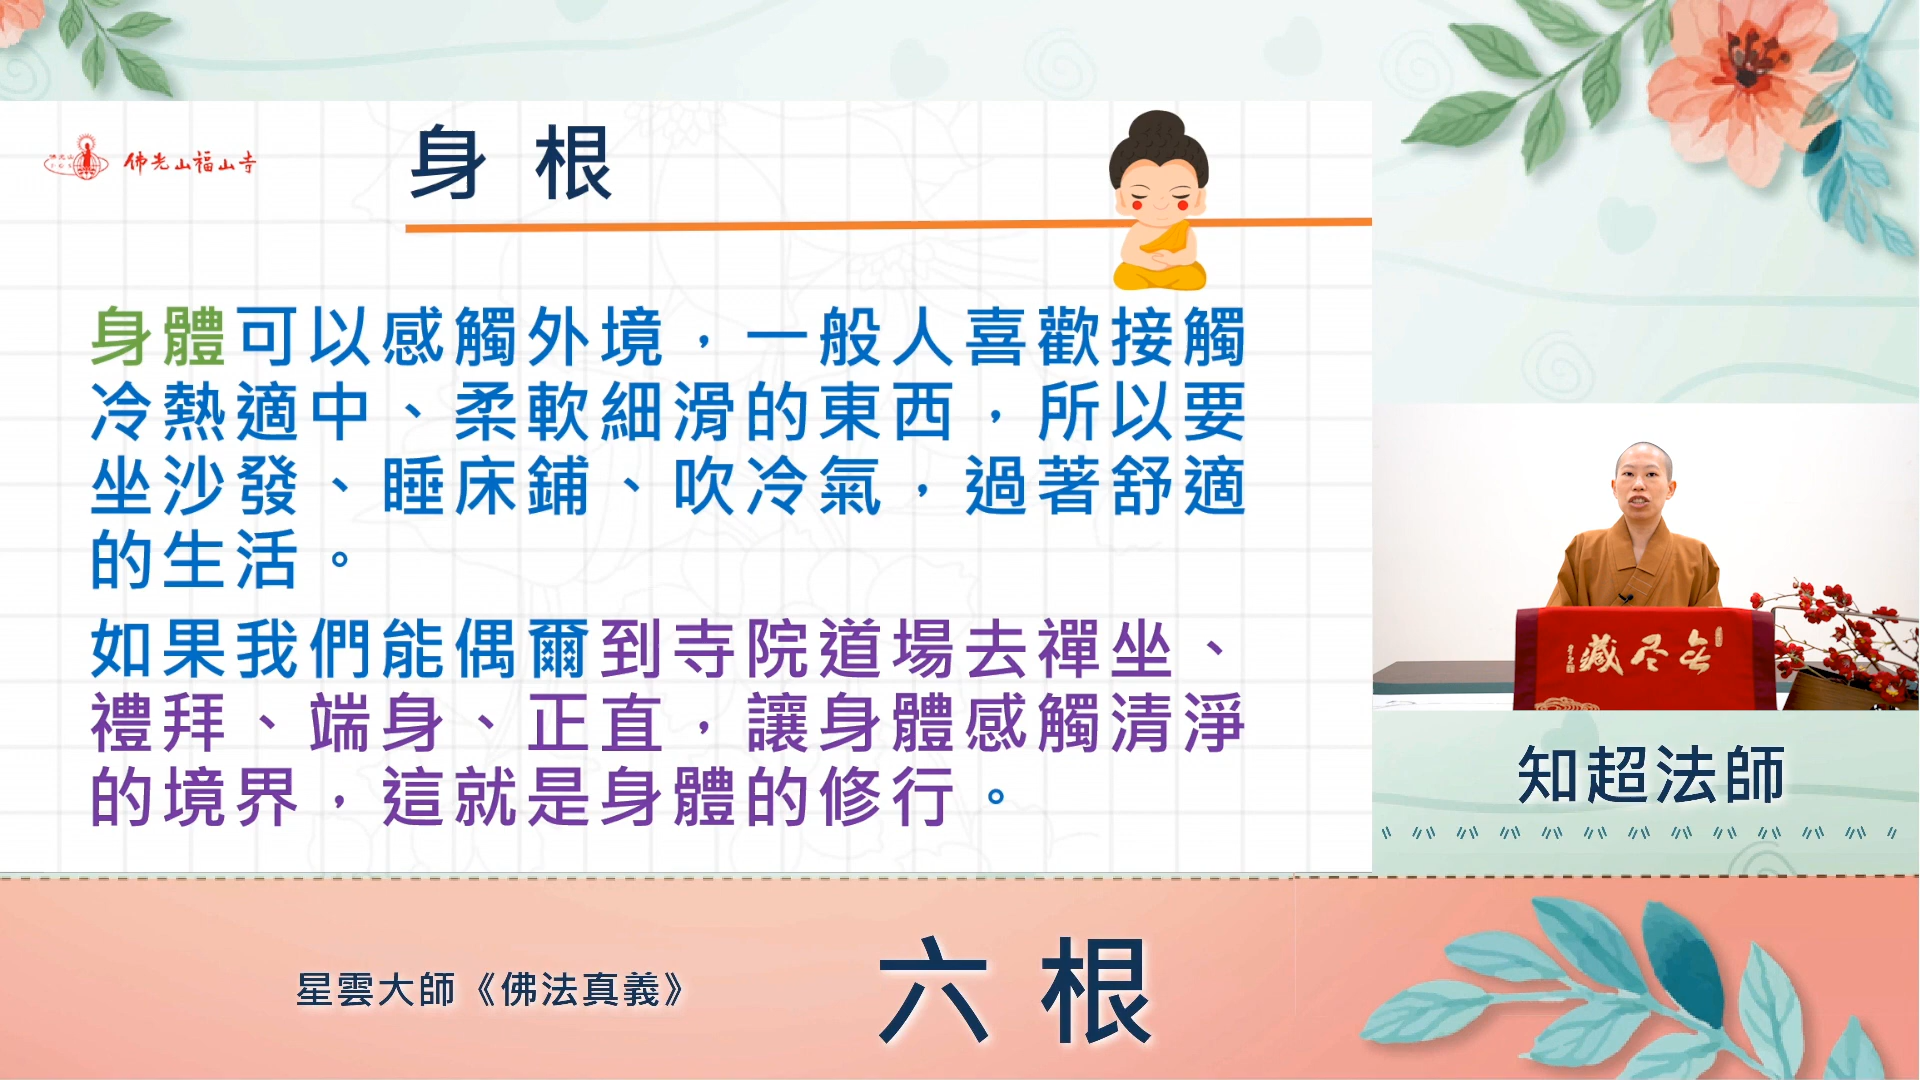 佛光山福山寺
身根
身體可以感觸外境，一般人喜歡接觸
冷熱適中、柔軟細滑的東西，所以要
坐沙發、睡床鋪、吹冷氣，過著舒適
的生活。
如果我們能偶爾到寺院道場去禪坐、
禮拜、端身、正直，讓身體感觸清淨
的境界，這就是身體的修行。
藏尽無
知超法師
星雲大師《佛法真義》
六根